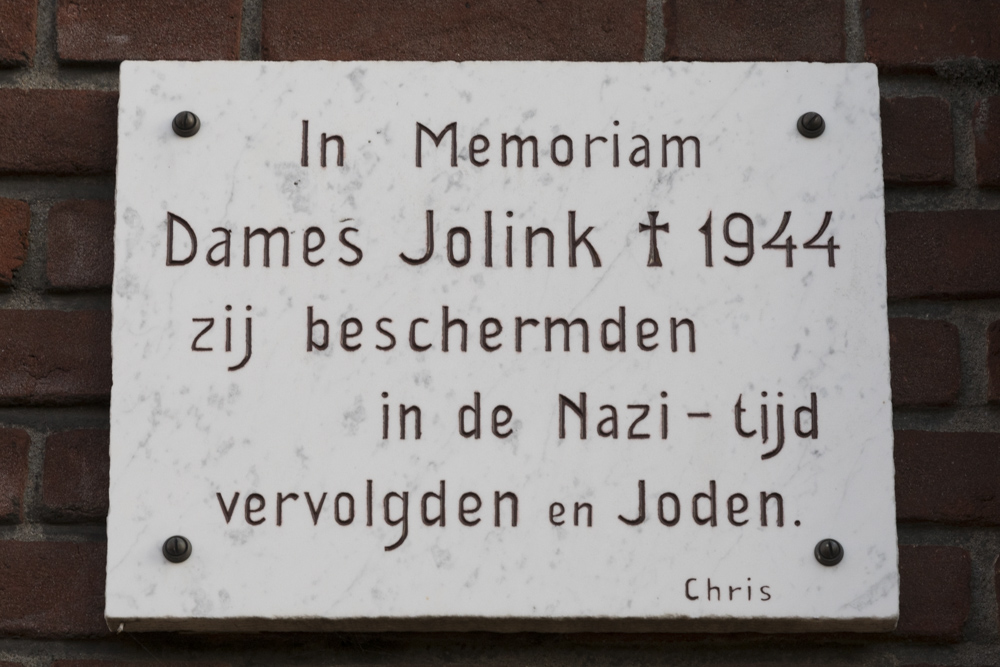 In Memoriam
Dames Jolink † 1944
zij beschermden
in de Nazi - tijd
vervolgden en Joden.
Chris